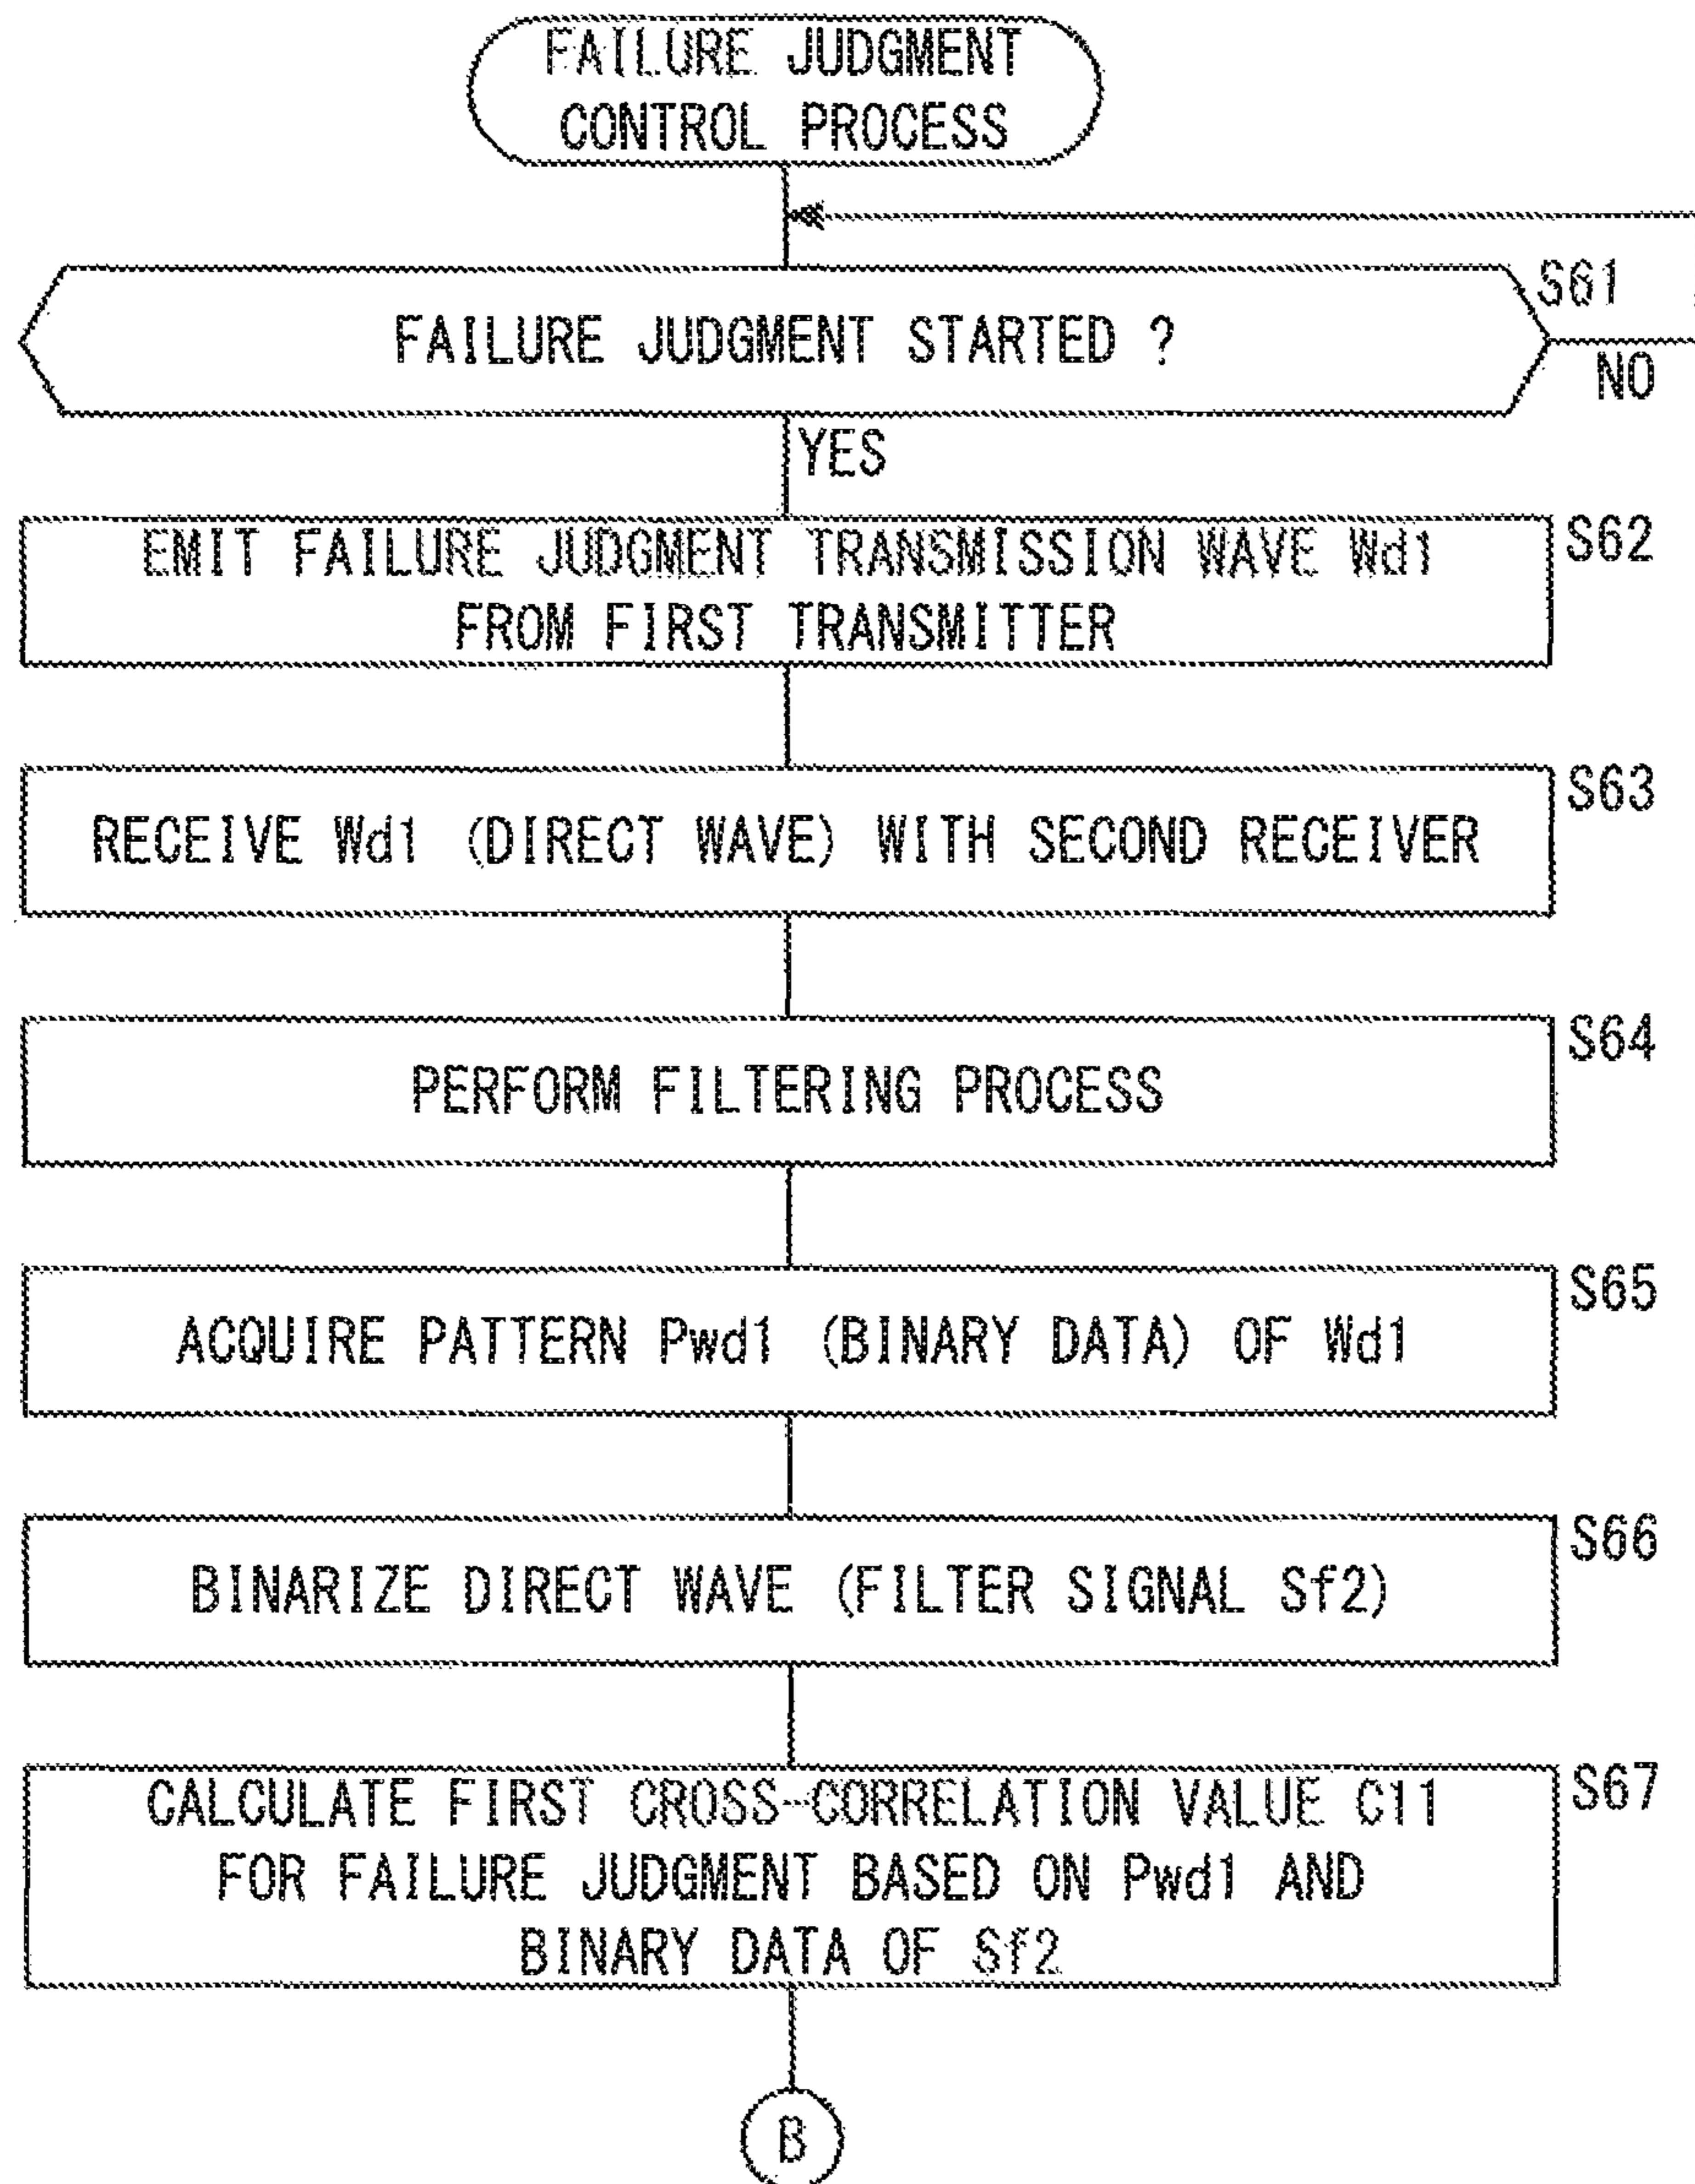 FAILURE JUDGMENT
CONTROL PROCESS
S61
FAILURE JUDGMENT STARTED ?
NO
YES
S62
EMIT FAILURE JUDGMENT TRANSMISSION WAVE Wd1
FROM FIRST TRANSMITTER
S63
RECEIVE Wd1 (DIRECT WAVE) WITH SECOND RECEIVER
S64
PERFORM FILTERING PROCESS
S65
ACQUIRE PATTERN Pwd1 (BINARY DATA) OF Wd1
S66
BINARIZE DIRECT WAVE (FILTER SIGNAL Sf2)
S67
CALCULATE FIRST CROSS-CORRELATION VALUE C11
FOR FAILURE JUDGMENT BASED ON Pwd1 AND
BINARY DATA OF Sf2
B